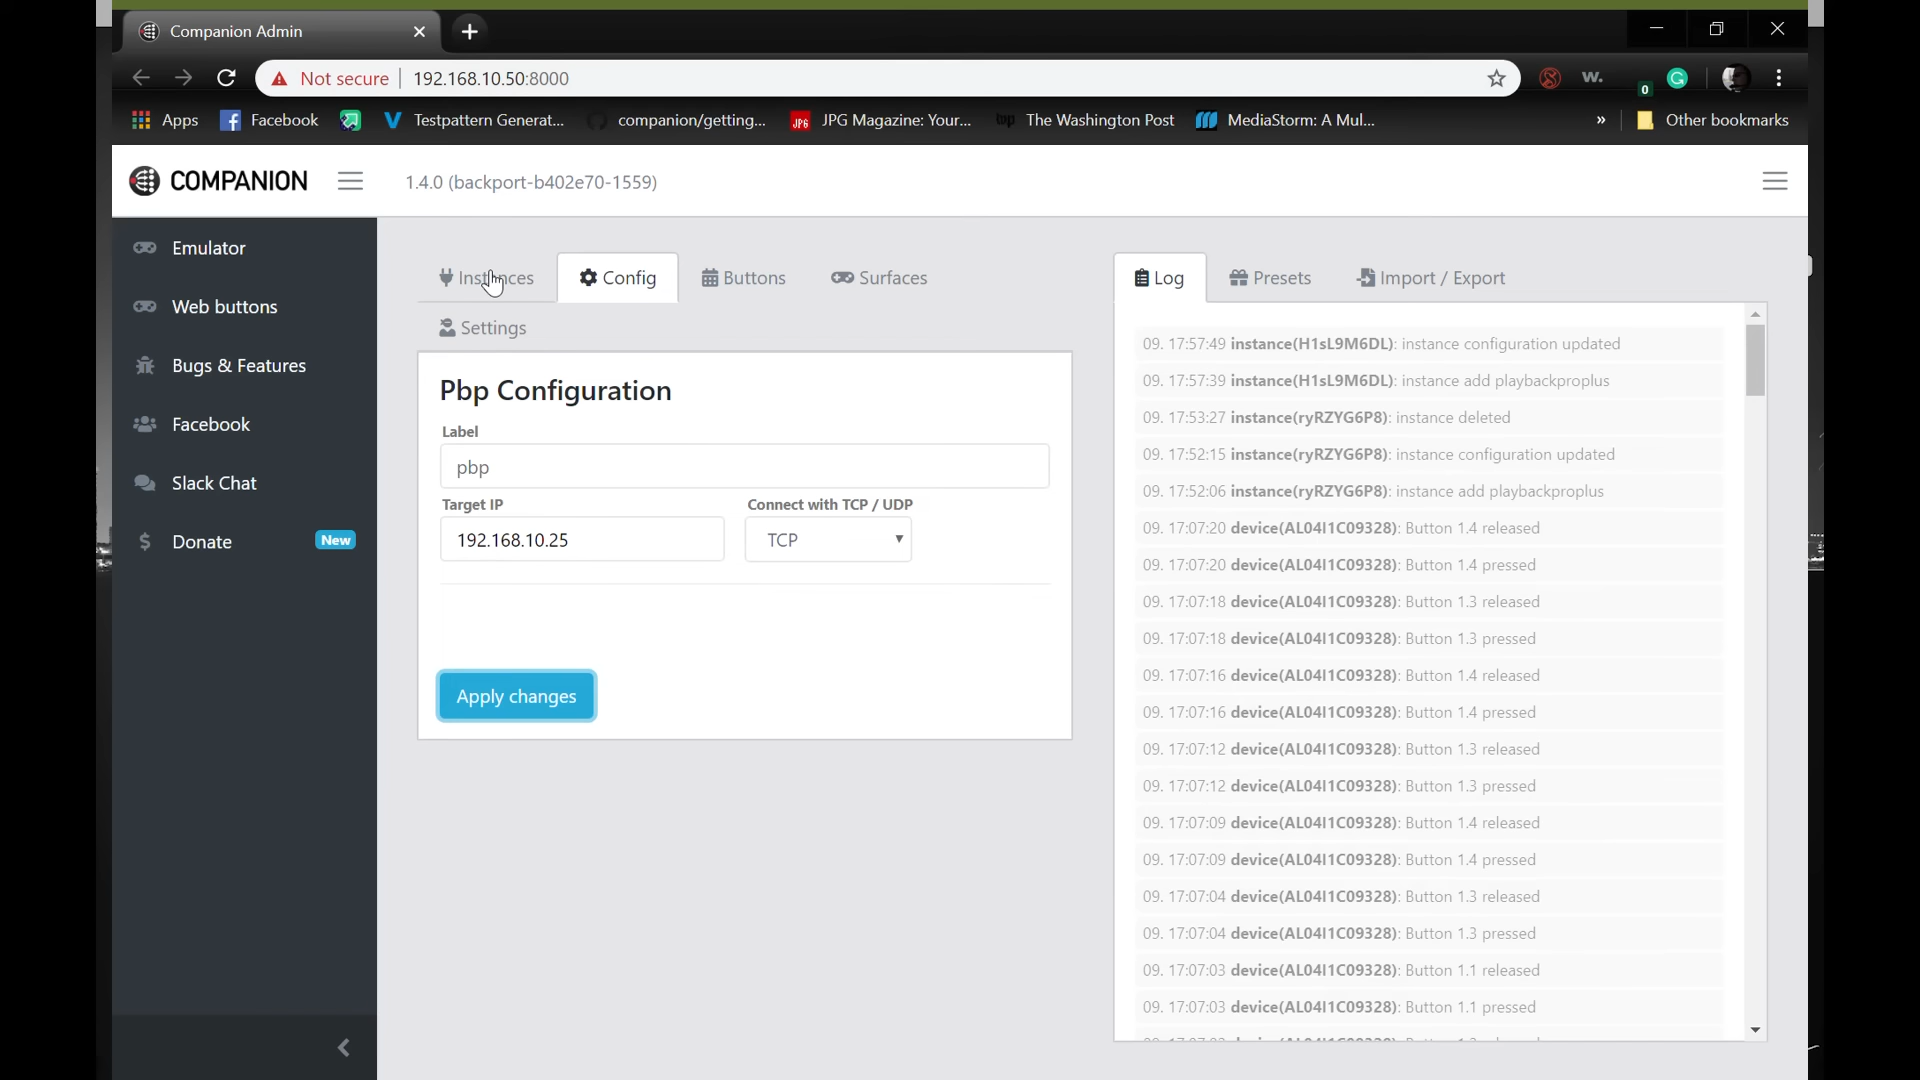 Companion Admin
Not secure 192.168.10.50:8000
w.
0
Apps Facebook Testpattern Generat... companion/getting... JPG JPG Magazine: Your... wp The Washington Post MediaStorm: A Mul... » Other bookmarks
COMPANION 1.4.0 (backport-b402e70-1559)
Emulator
Web buttons
Bugs & Features
Facebook
Slack Chat
$ Donate New
Instances Config Buttons Surfaces
Settings
Pbp Configuration
Label
pbp
Target IP Connect with TCP / UDP
192.168.10.25 TCP
Apply changes
Log Presets Import / Export
09. 17:57:49 instance(H1sL9M6DL): instance configuration updated
09. 17:57:39 instance(H1sL9M6DL): instance add playbackproplus
09. 17:53:27 instance(ryRZYG6P8): instance deleted
09. 17:52:15 instance(ryRZYG6P8): instance configuration updated
09. 17:52:06 instance(ryRZYG6P8): instance add playbackproplus
09. 17:07:20 device(AL04I1C09328): Button 1.4 released
09. 17:07:20 device(AL04I1C09328): Button 1.4 pressed
09. 17:07:18 device(AL04I1C09328): Button 1.3 released
09. 17:07:18 device(AL04I1C09328): Button 1.3 pressed
09. 17:07:16 device(AL04I1C09328): Button 1.4 released
09. 17:07:16 device(AL04I1C09328): Button 1.4 pressed
09. 17:07:12 device(AL04I1C09328): Button 1.3 released
09. 17:07:12 device(AL04I1C09328): Button 1.3 pressed
09. 17:07:09 device(AL04I1C09328): Button 1.4 released
09. 17:07:09 device(AL04I1C09328): Button 1.4 pressed
09. 17:07:04 device(AL04I1C09328): Button 1.3 released
09. 17:07:04 device(AL04I1C09328): Button 1.3 pressed
09. 17:07:03 device(AL04I1C09328): Button 1.1 released
09. 17:07:03 device(AL04I1C09328): Button 1.1 pressed